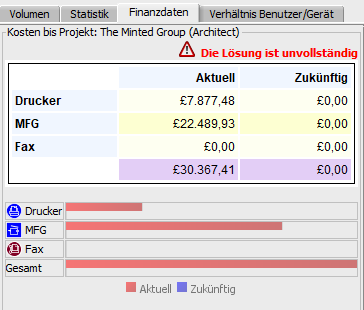 Volumen Statistik Finanzdaten Verhältnis Benutzer/Gerät
Kosten bis Projekt: The Minted Group (Architect)
Die Lösung ist unvollständig
Aktuell Zukünftig
Drucker £7.877,48 £0,00
MFG £22.489,93 £0,00
Fax £0,00 £0,00
£30.367,41 £0,00
Drucker
MFG
Fax
Gesamt
Aktuell Zukünftig